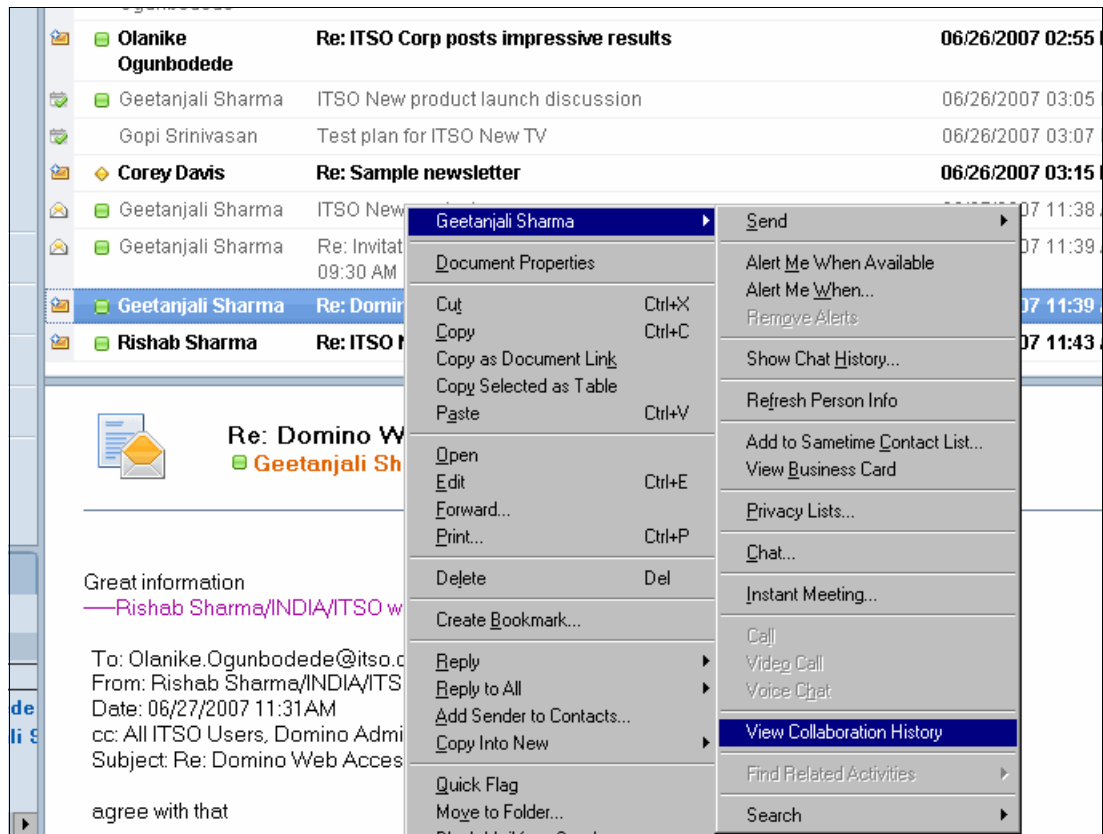 Olanike Re: ITSO Corp posts impressive results 06/26/2007 02:55
Ogunbodede
Geetanjali Sharma ITSO New product launch discussion 06/26/2007 03:05
Gopi Srinivasan Test plan for ITSO New TV 06/26/2007 03:07
Corey Davis Re: Sample newsletter 06/26/2007 03:15
Geetanjali Sharma ITSO New 07 11:38
Geetanjali Sharma Re: Invitat 07 11:39
09:30 AM
Geetanjali Sharma Re: Domin 07 11:39
Rishab Sharma Re: ITSO 07 11:43
Re: Domino W
Geetanjali Sh
Great information
-----Rishab Sharma/INDIA/ITSO w
To: Olanike.Ogunbodede@itso.c
From: Rishab Sharma/INDIA/ITS
Date: 06/27/2007 11:31AM
cc: All ITSO Users, Domino Admi
Subject: Re: Domino Web Acces
agree with that
de
li S
Geetanjali Sharma
Document Properties
Cut Ctrl+X
Copy Ctrl+C
Copy as Document Link
Copy Selected as Table
Paste Ctrl+V
Open
Edit Ctrl+E
Forward...
Print... Ctrl+P
Delete Del
Create Bookmark...
Reply
Reply to All
Add Sender to Contacts...
Copy Into New
Quick Flag
Move to Folder...
Send
Alert Me When Available
Alert Me When...
Remove Alerts
Show Chat History...
Refresh Person Info
Add to Sametime Contact List...
View Business Card
Privacy Lists...
Chat...
Instant Meeting...
Call
Video Call
Voice Chat
View Collaboration History
Find Related Activities
Search